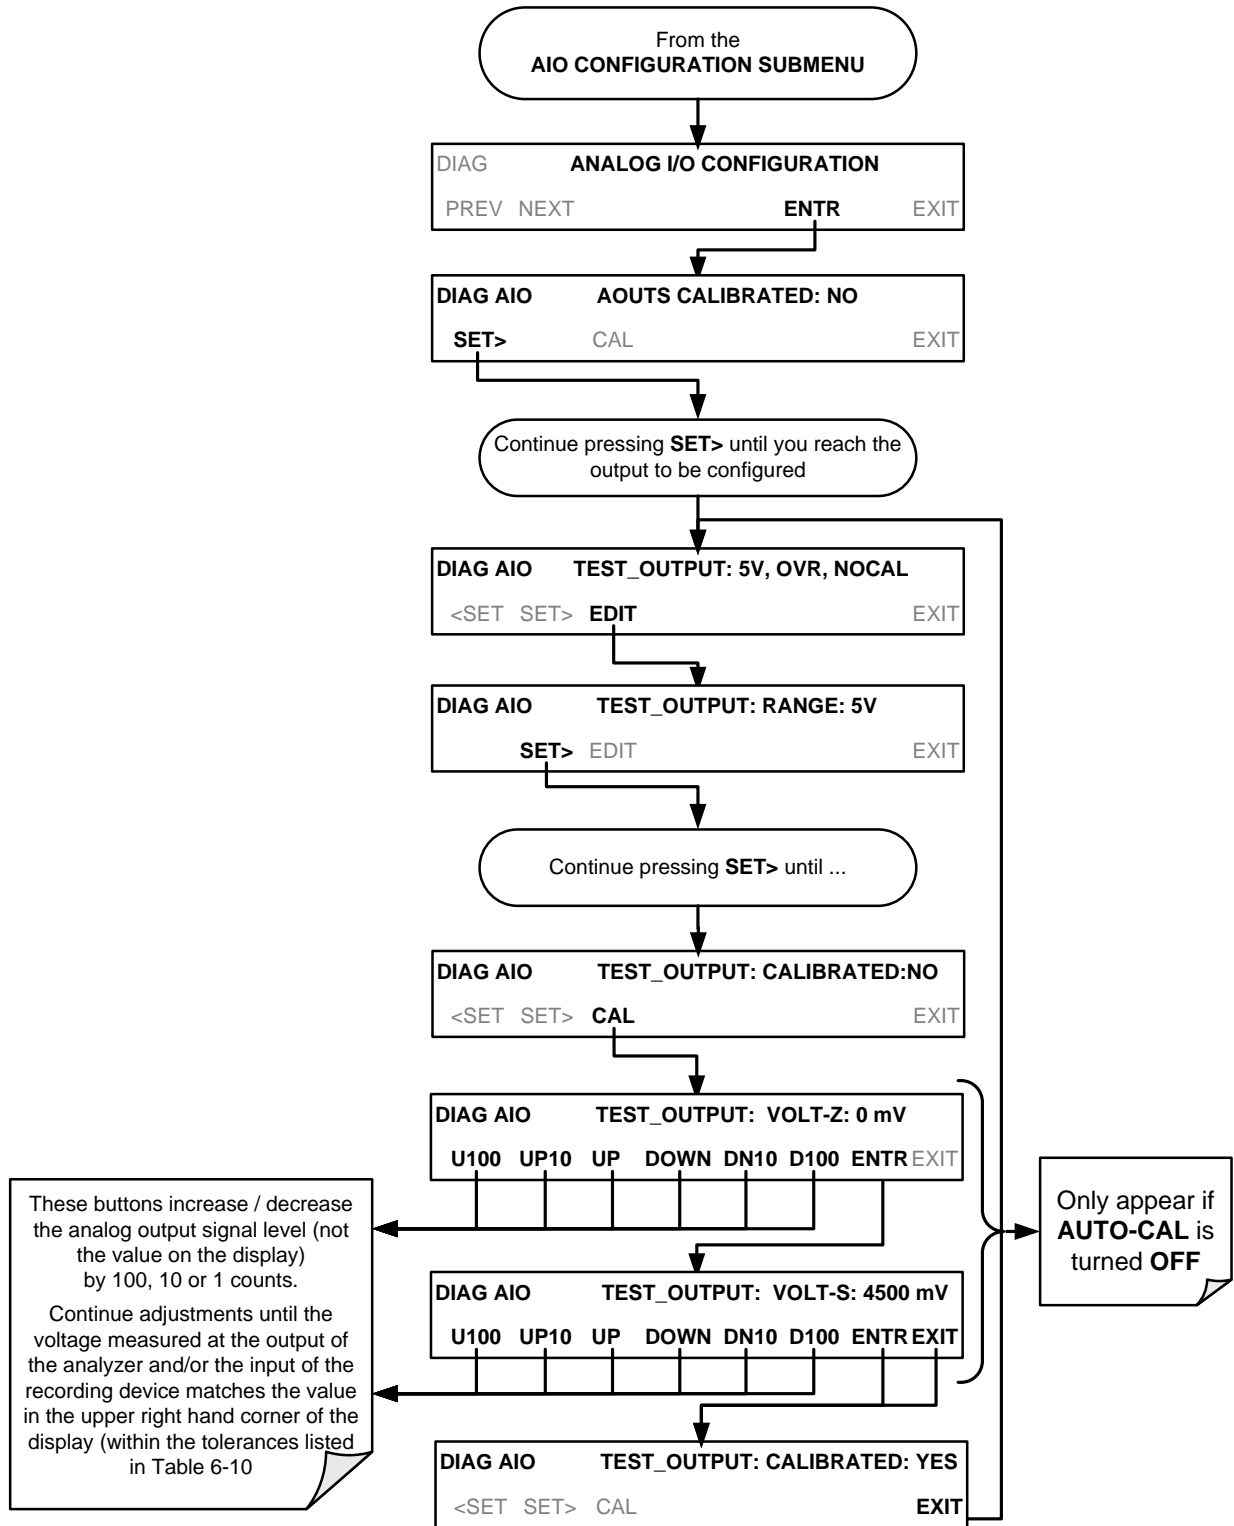 From the
AIO CONFIGURATION SUBMENU
DIAG ANALOG I/O CONFIGURATION
PREV NEXT ENTR EXIT
DIAG AIO AOUTS CALIBRATED: NO
SET> CAL EXIT
Continue pressing SET> until you reach the
output to be configured
DIAG AIO TEST_OUTPUT: 5V, OVR, NOCAL
<SET SET> EDIT EXIT
DIAG AIO TEST_OUTPUT: RANGE: 5V
SET> EDIT EXIT
Continue pressing SET> until ...
DIAG AIO TEST_OUTPUT: CALIBRATED:NO
<SET SET> CAL EXIT
DIAG AIO TEST_OUTPUT: VOLT-Z: 0 mV
U100 UP10 UP DOWN DN10 D100 ENTR EXIT
These buttons increase / decrease
the analog output signal level (not
the value on the display)
by 100, 10 or 1 counts.
Continue adjustments until the
voltage measured at the output of
the analyzer and/or the input of the
recording device matches the value
in the upper right hand corner of the
display (within the tolerances listed
in Table 6-10
Only appear if
AUTO-CAL is
turned OFF
DIAG AIO TEST_OUTPUT: VOLT-S: 4500 mV
U100 UP10 UP DOWN DN10 D100 ENTR EXIT
DIAG AIO TEST_OUTPUT: CALIBRATED: YES
<SET SET> CAL EXIT